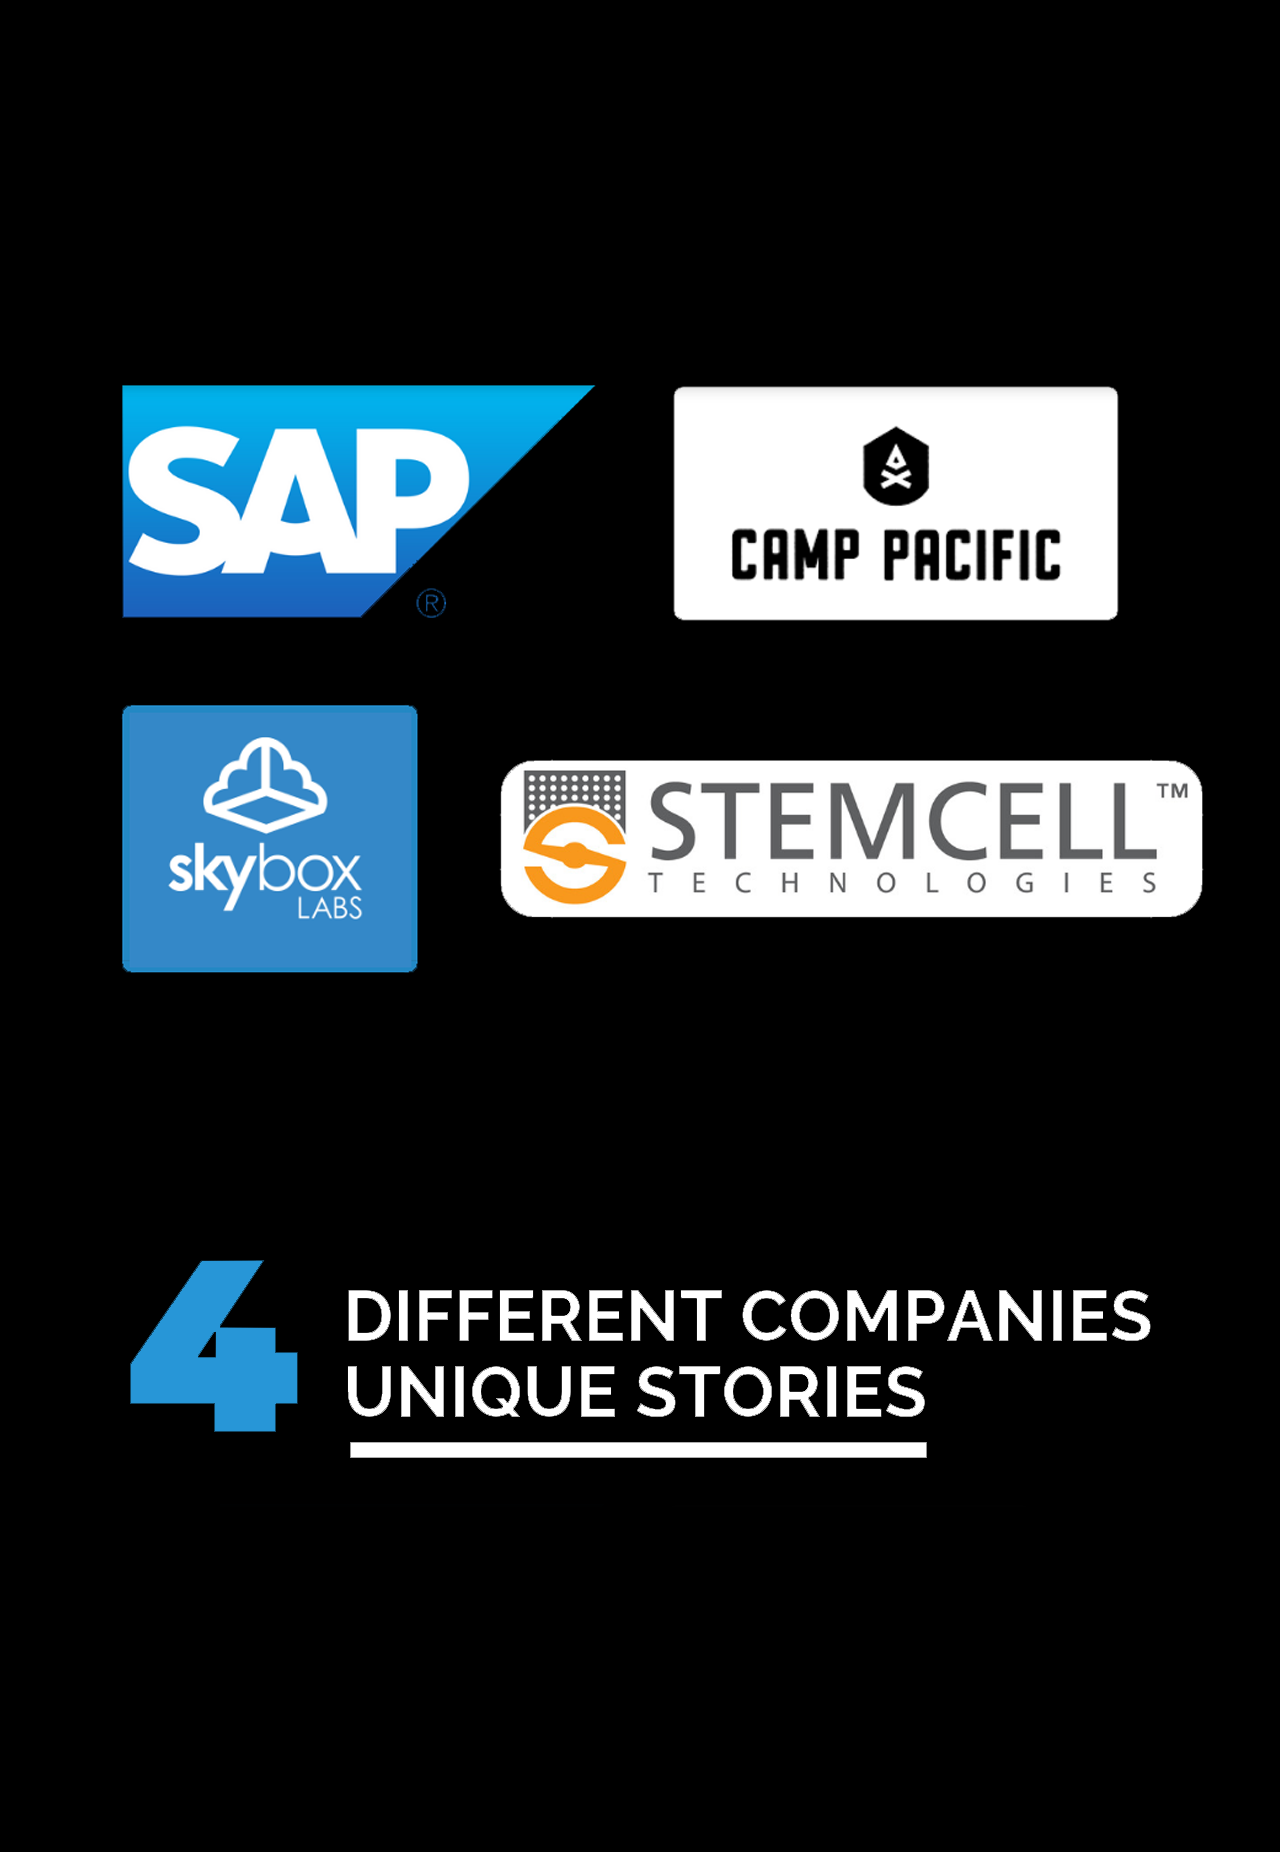 SAP
®
CAMP PACIFIC
skybox
LABS
STEMCELL™
TECHNOLOGIES
4 DIFFERENT COMPANIES
UNIQUE STORIES